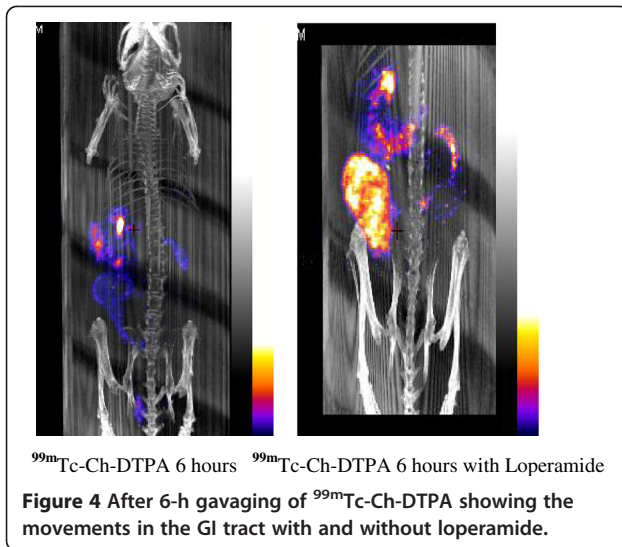 M
M
⁹⁹ᵐTc-Ch-DTPA 6 hours ⁹⁹ᵐTc-Ch-DTPA 6 hours with Loperamide
Figure 4 After 6-h gavaging of ⁹⁹ᵐTc-Ch-DTPA showing the
movements in the GI tract with and without loperamide.